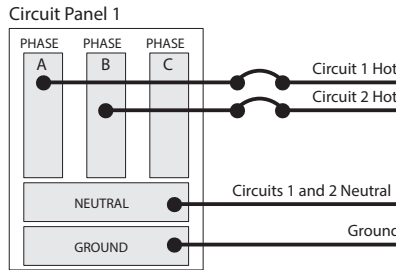 Circuit Panel 1
PHASE PHASE PHASE
A B C
Circuit 1 Hot
Circuit 2 Hot
NEUTRAL
Circuits 1 and 2 Neutral
GROUND
Ground